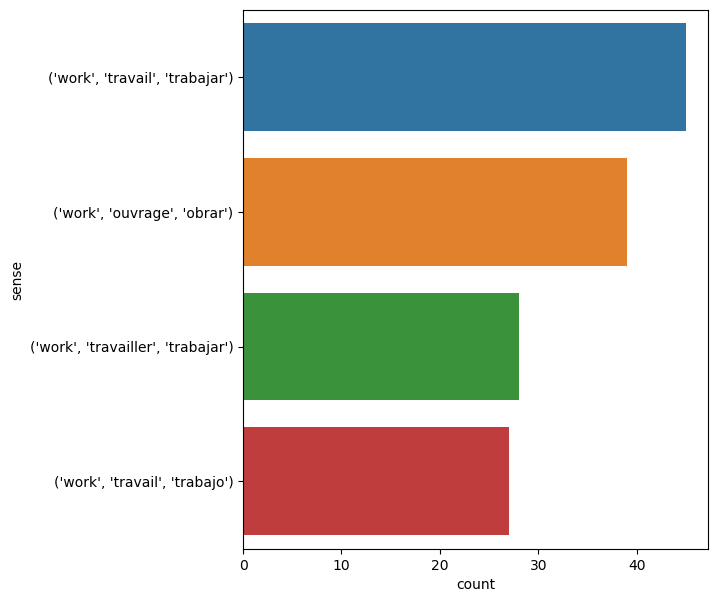 ('work', 'travail', 'trabajar')
('work', 'ouvrage', 'obrar')
('work', 'travailler', 'trabajar')
('work', 'travail', 'trabajo')
sense
0 10 20 30 40
count